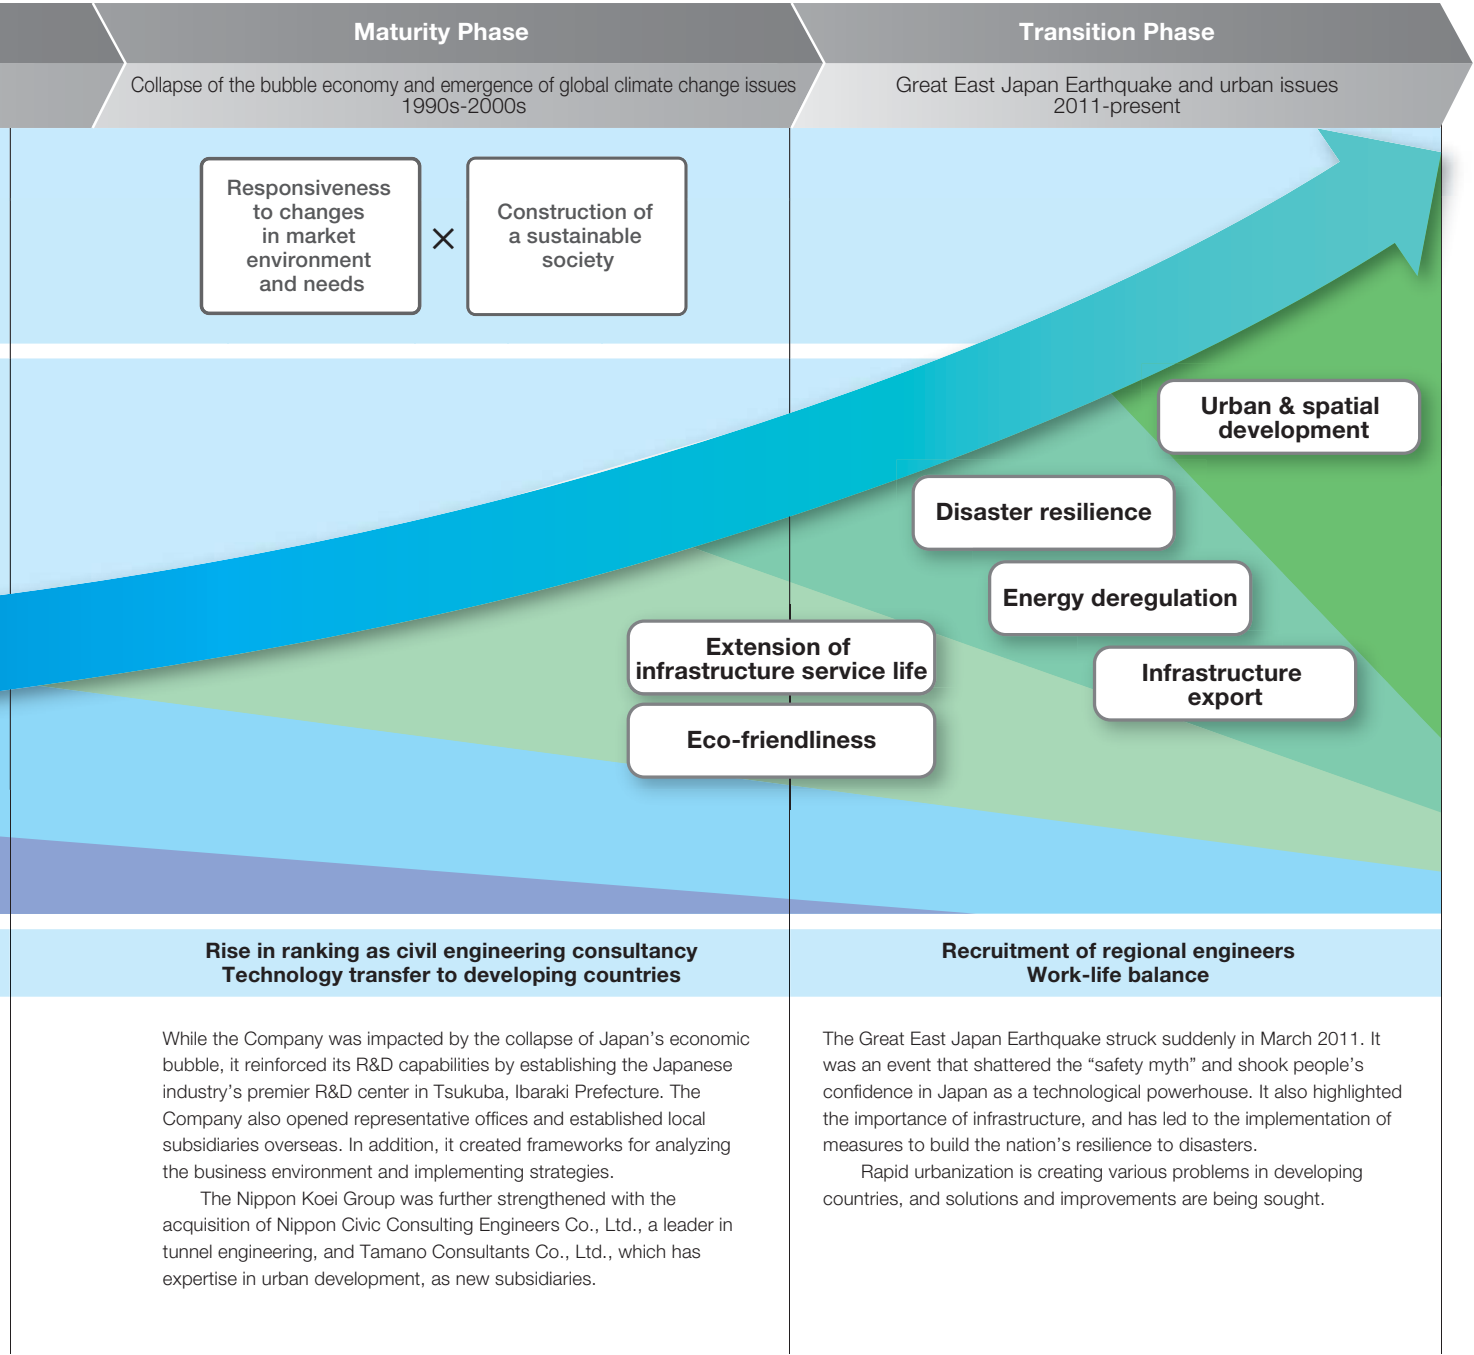 Maturity Phase
Transition Phase
Collapse of the bubble economy and emergence of global climate change issues
1990s-2000s
Great East Japan Earthquake and urban issues
2011-present
Responsiveness
to changes
in market
environment
and needs
×
Construction of
a sustainable
society
Urban & spatial
development
Disaster resilience
Energy deregulation
Infrastructure
export
Extension of
infrastructure service life
Eco-friendliness
Rise in ranking as civil engineering consultancy
Technology transfer to developing countries
Recruitment of regional engineers
Work-life balance
While the Company was impacted by the collapse of Japan’s economic
bubble, it reinforced its R&D capabilities by establishing the Japanese
industry’s premier R&D center in Tsukuba, Ibaraki Prefecture. The
Company also opened representative offices and established local
subsidiaries overseas. In addition, it created frameworks for analyzing
the business environment and implementing strategies.
The Nippon Koei Group was further strengthened with the
acquisition of Nippon Civic Consulting Engineers Co., Ltd., a leader in
tunnel engineering, and Tamano Consultants Co., Ltd., which has
expertise in urban development, as new subsidiaries.
The Great East Japan Earthquake struck suddenly in March 2011. It
was an event that shattered the “safety myth” and shook people’s
confidence in Japan as a technological powerhouse. It also highlighted
the importance of infrastructure, and has led to the implementation of
measures to build the nation’s resilience to disasters.
Rapid urbanization is creating various problems in developing
countries, and solutions and improvements are being sought.